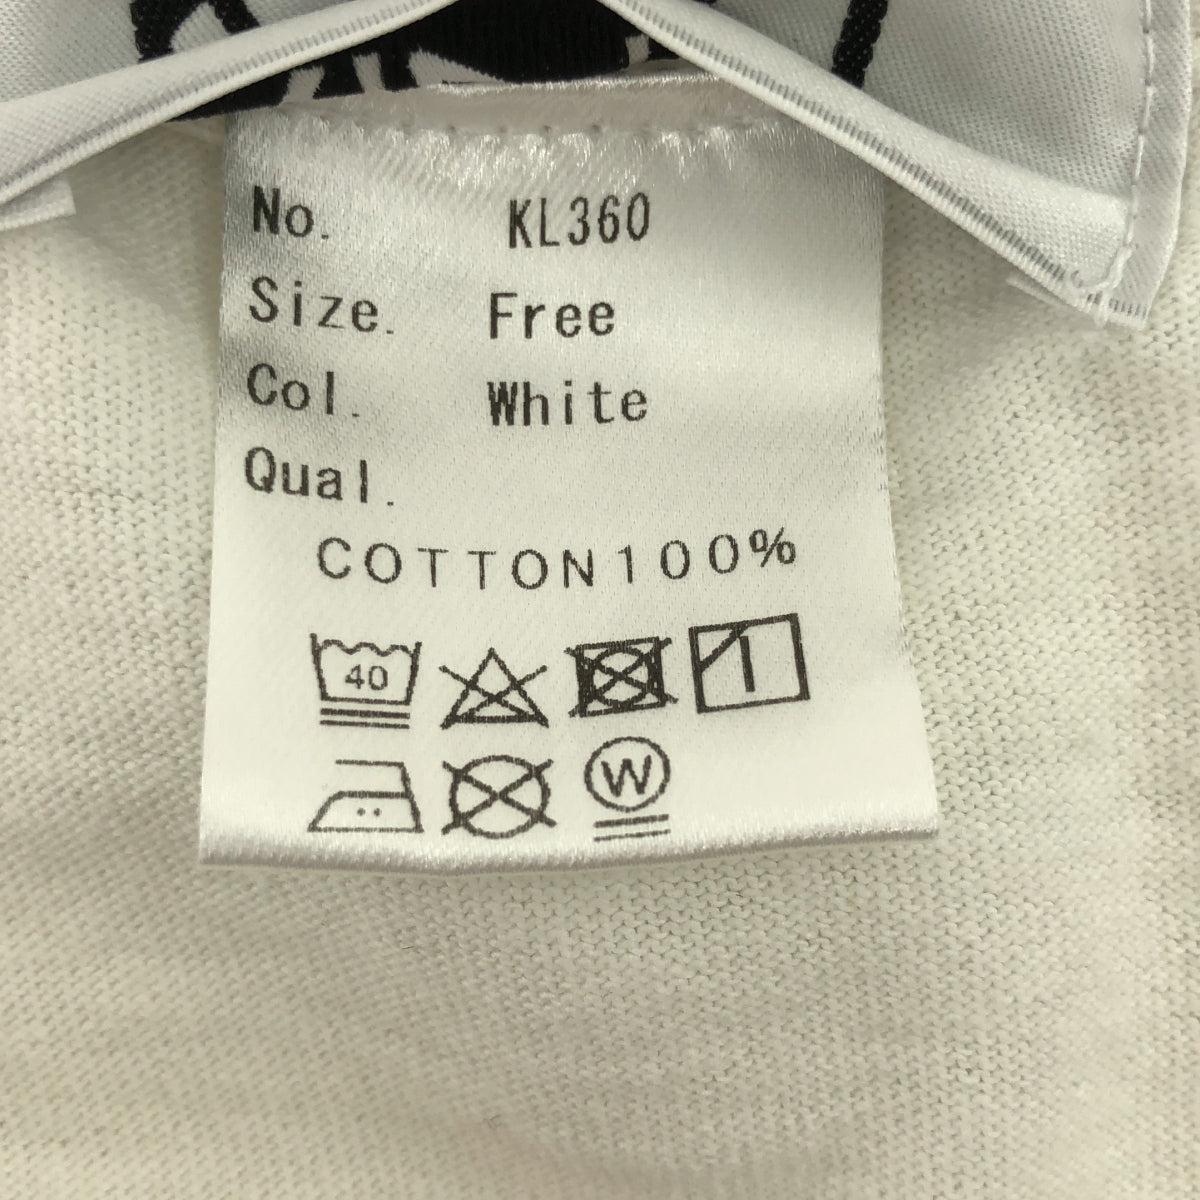 No. KL360
Size. Free
Col. White
Qual.
COTTON100%
40
W